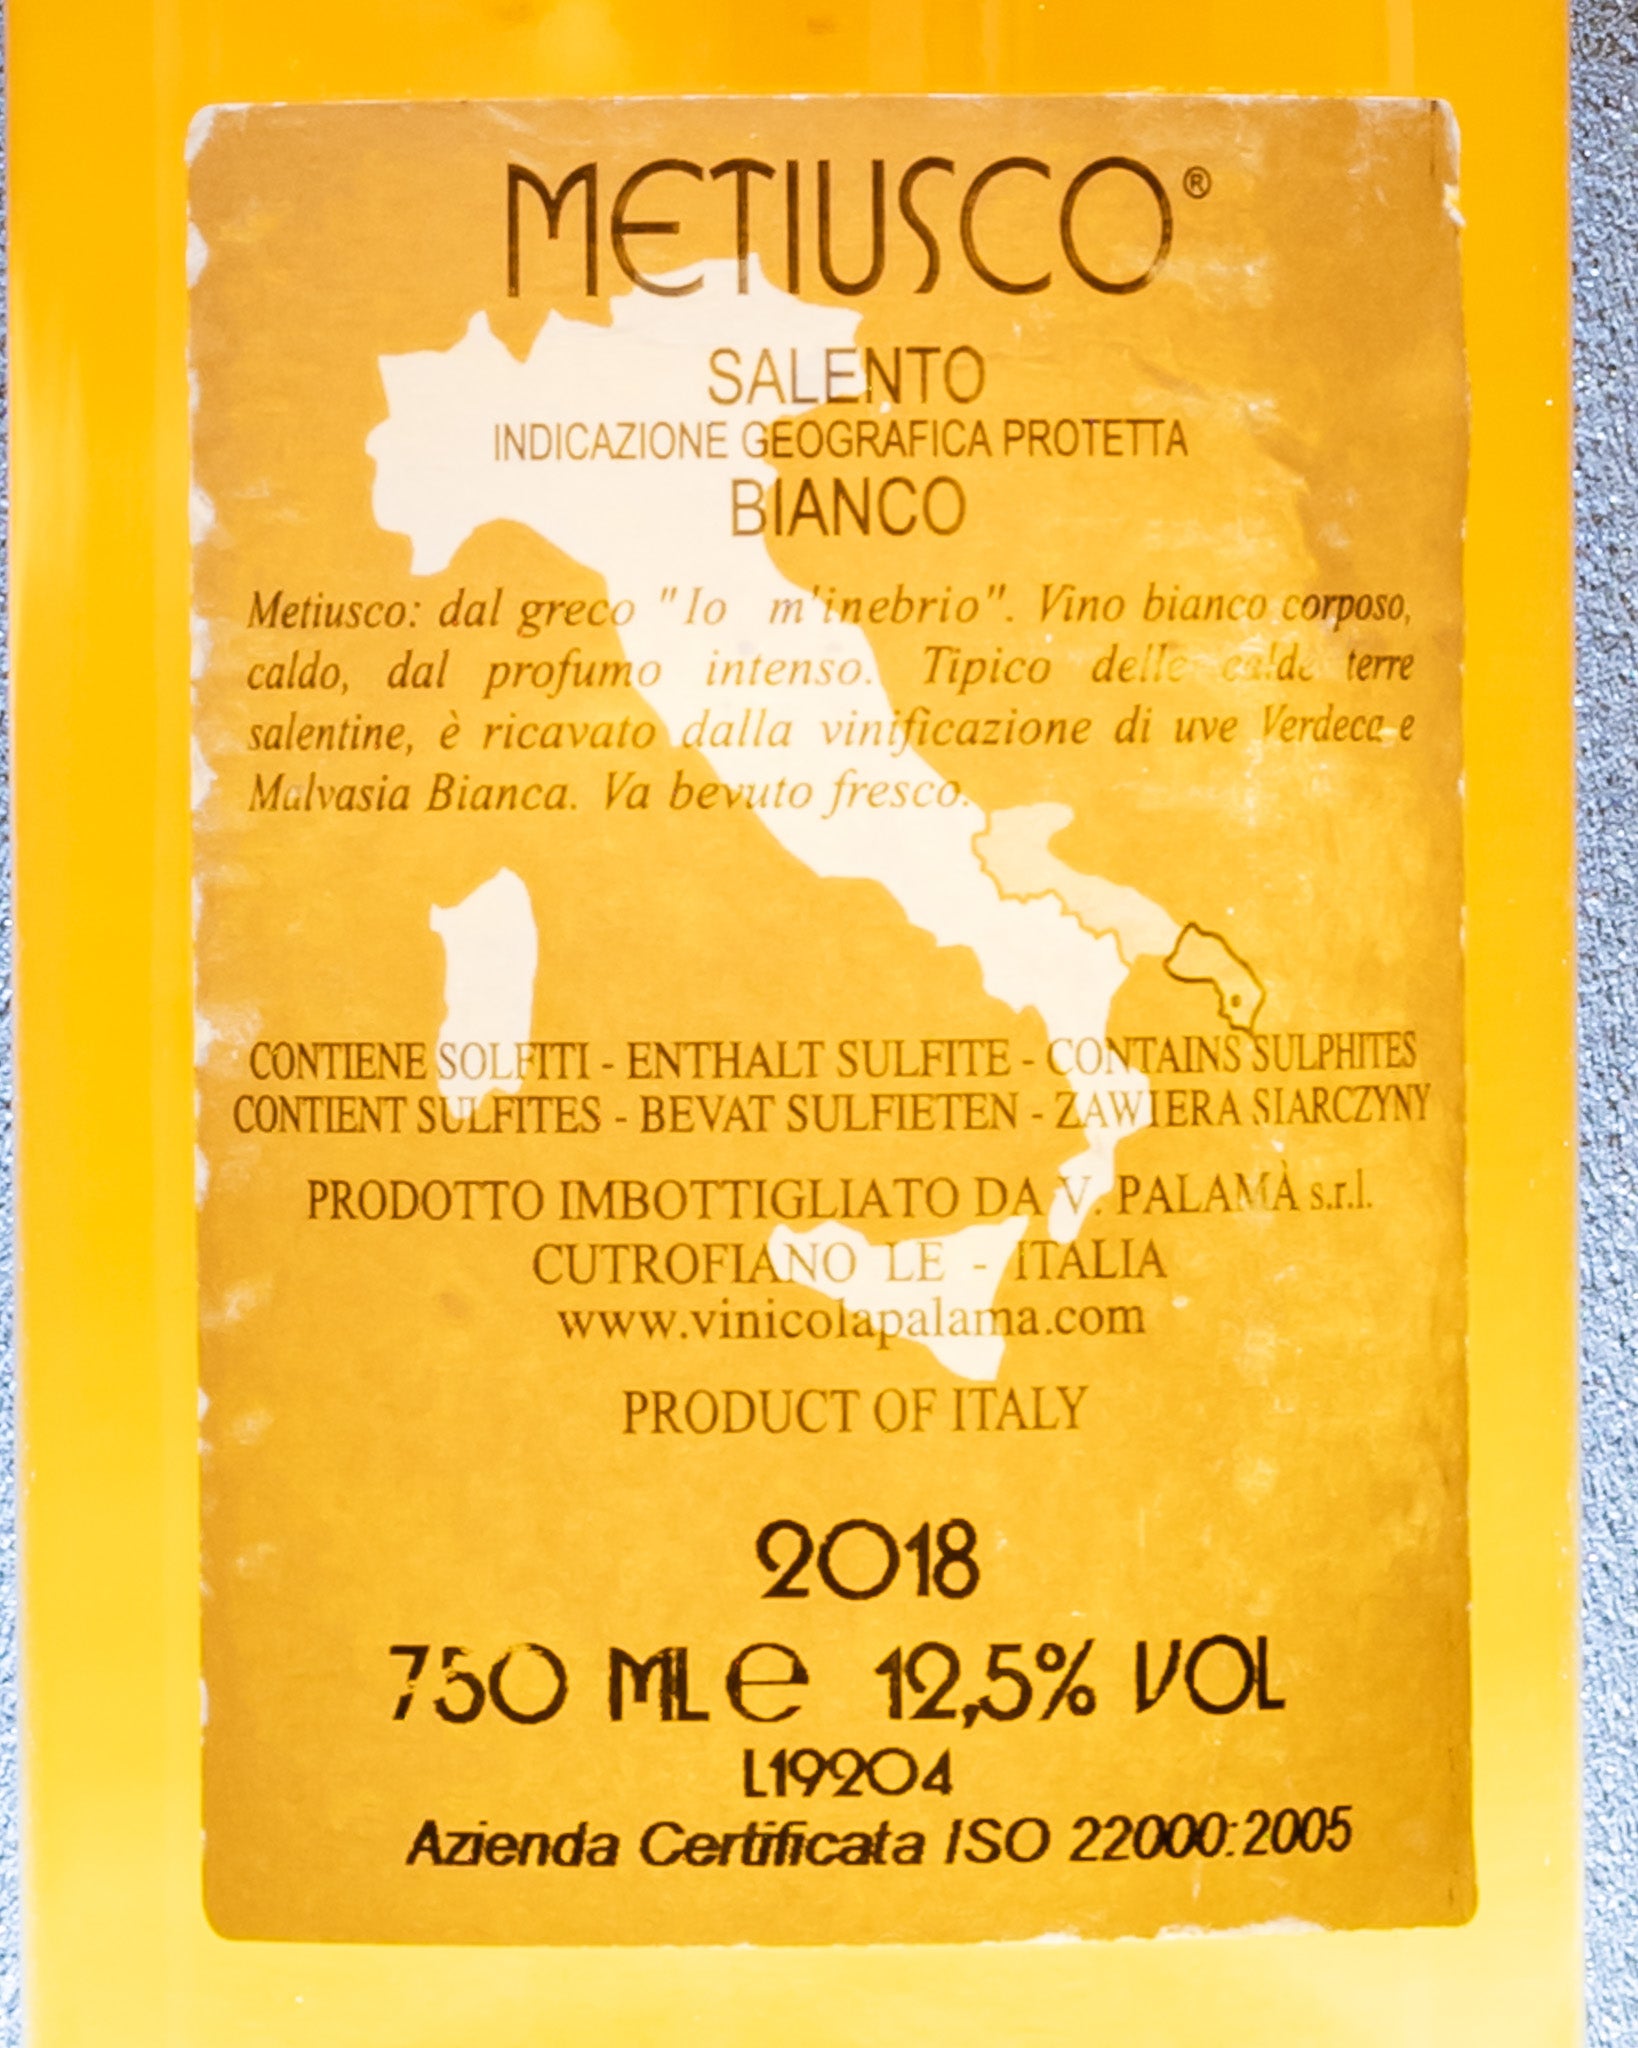 METIUSCO®
SALENTO
INDICAZIONE GEOGRAFICA PROTETTA
BIANCO
Metiusco: dal greco "Io m'inebrio". Vino bianco corposo,
caldo, dal profumo intenso. Tipico delle calde terre
salentine, è ricavato dalla vinificazione di uve Verdeca e
Malvasia Bianca. Va bevuto fresco.
CONTIENE SOLFITI - ENTHALT SULFITE - CONTAINS SULPHITES
CONTIENT SULFITES - BEVAT SULFIETEN - ZAWIERA SIARCZYNY
PRODOTTO IMBOTTIGLIATO DA V. PALAMÀ s.r.l.
CUTROFIANO LE - ITALIA
www.vinicolapalama.com
PRODUCT OF ITALY
2018
750 ML e 12,5% VOL
L19204
Azienda Certificata ISO 22000:2005